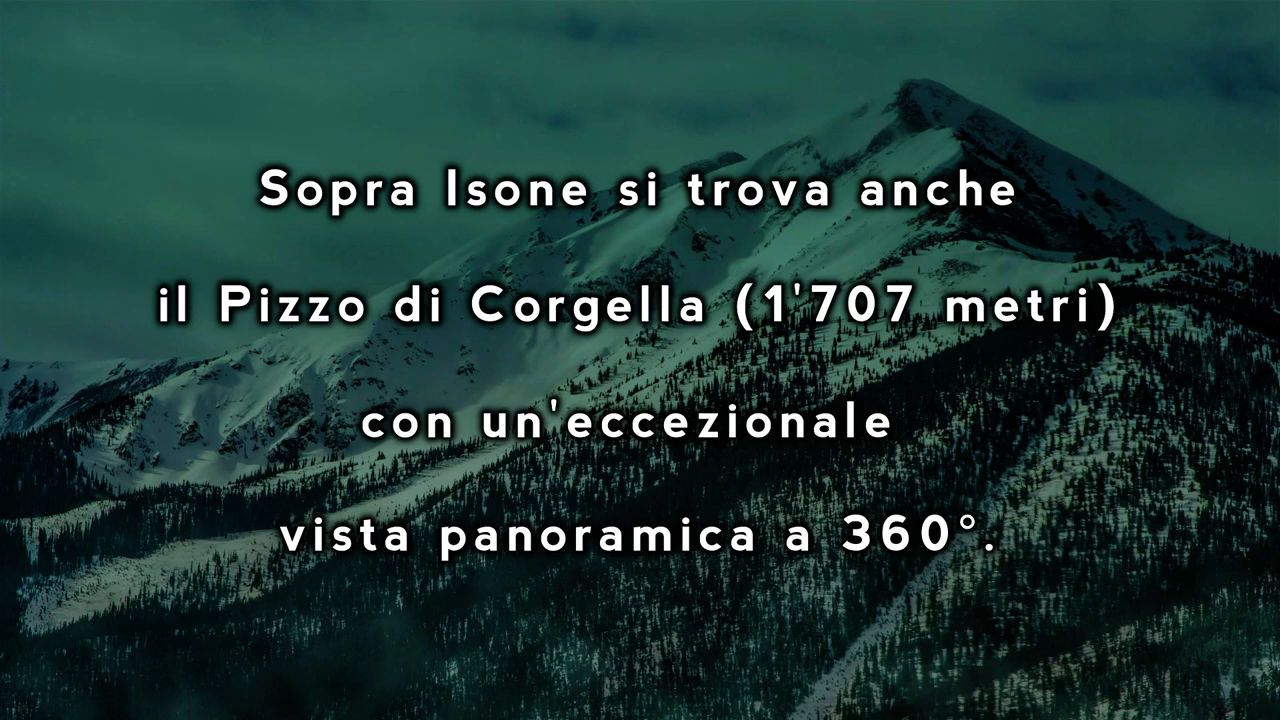 Sopra Isone si trova anche
il Pizzo di Corgella (1'707 metri)
con un'eccezionale
vista panoramica a 360°.